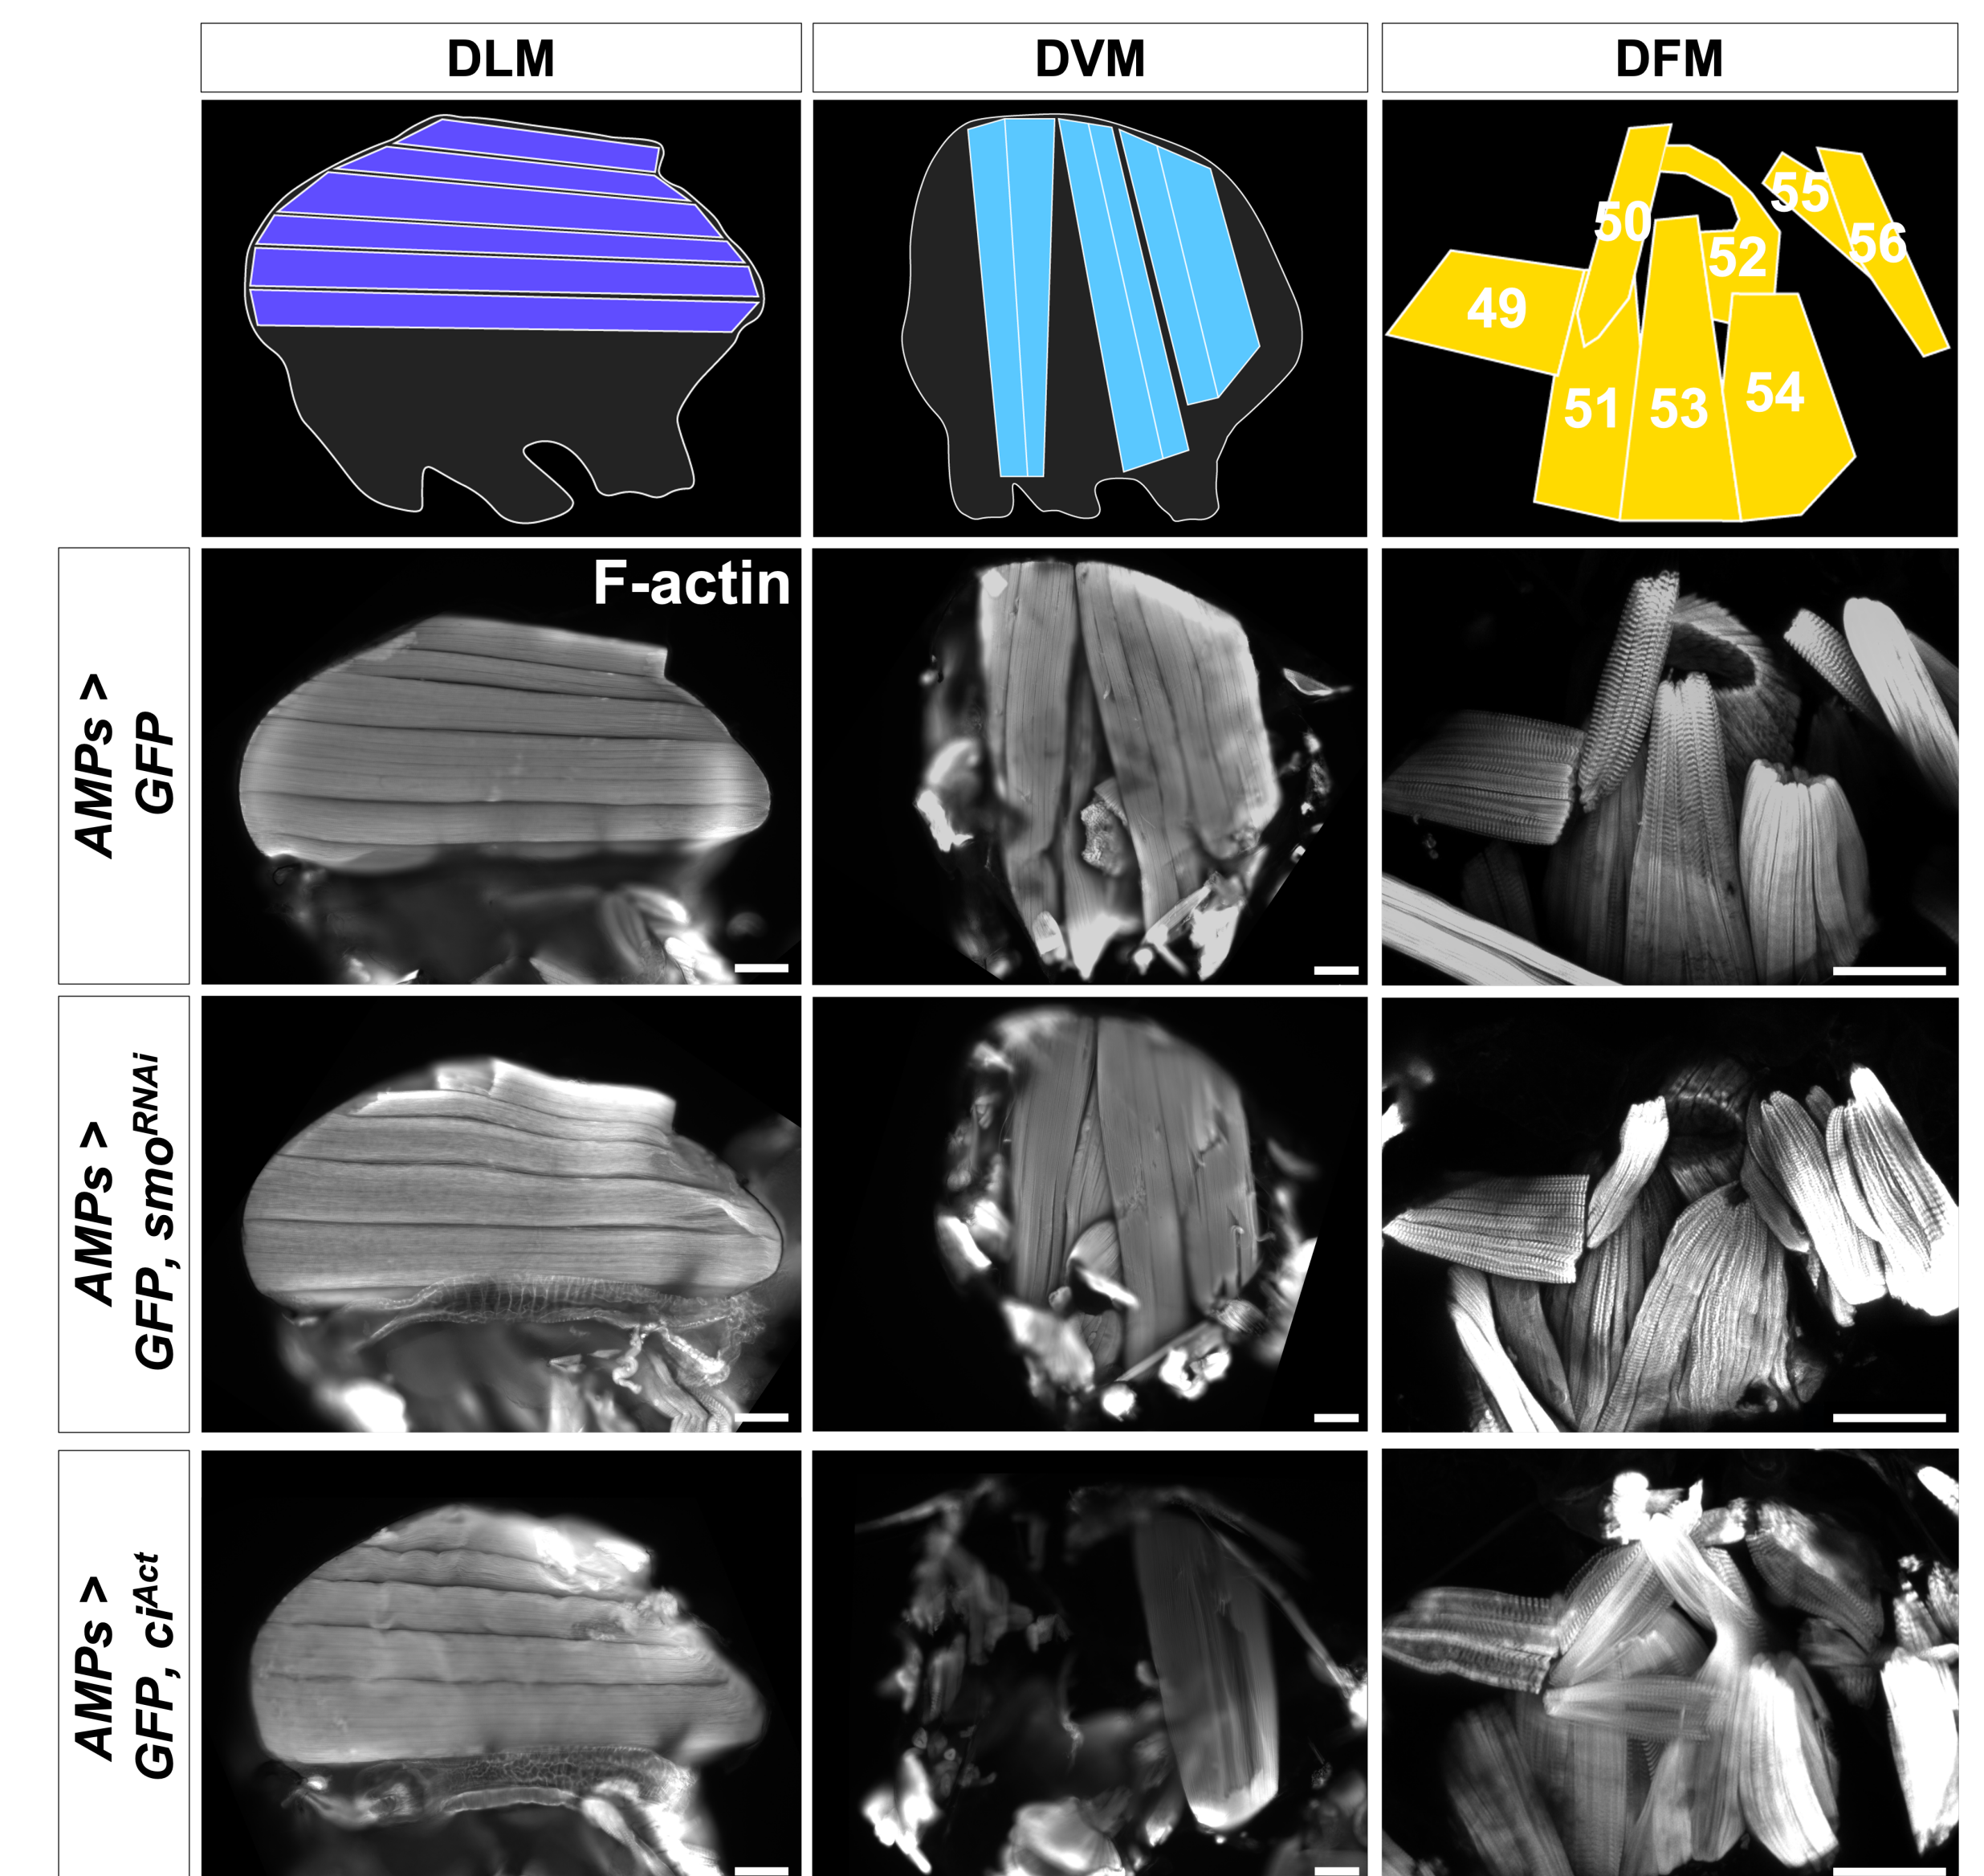 DLM
DVM
DFM
50
55
52
56
49
51
53
54
F-actin
AMPs >
GFP
AMPs >
GFP, smoRNAi
AMPs >
GFP, ciAct